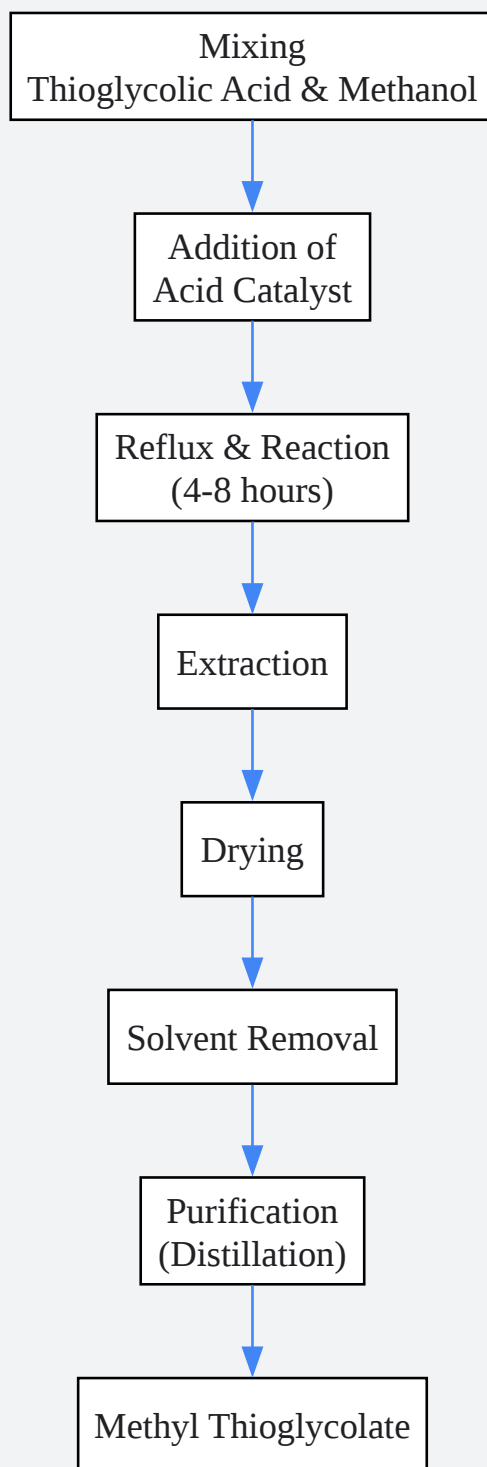 Mixing
Thioglycolic Acid & Methanol
Addition of
Acid Catalyst
Reflux & Reaction
(4-8 hours)
Extraction
Drying
Solvent Removal
Purification
(Distillation)
Methyl Thioglycolate